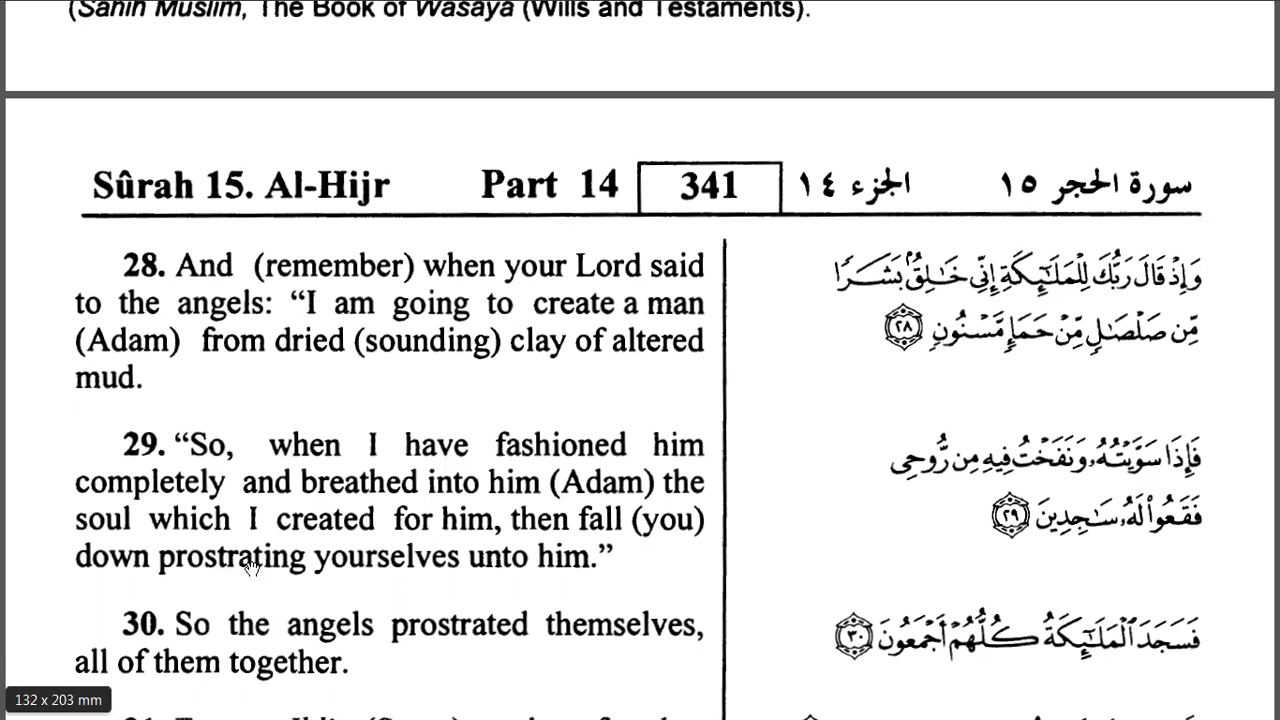 (Sahih Muslim, The Book of Wasaya (Wills and Testaments).
Sûrah 15. Al-Hijr Part 14 341 الجزء ١٤ سورة الحجر ١٥
28. And (remember) when your Lord said
to the angels: “I am going to create a man
(Adam) from dried (sounding) clay of altered
mud.
وَإِذْ قَالَ رَبُّكَ لِلْمَلَـٰٓئِكَةِ إِنِّى خَـٰلِقٌۢ بَشَرًا
مِّن صَلْصَـٰلٍ مِّنْ حَمَإٍ مَّسْنُونٍ ٢٨
29. “So, when I have fashioned him
completely and breathed into him (Adam) the
soul which I created for him, then fall (you)
down prostrating yourselves unto him.”
فَإِذَا سَوَّيْتُهُۥ وَنَفَخْتُ فِيهِ مِن رُّوحِى
فَقَعُوا۟ لَهُۥ سَـٰجِدِينَ ٢٩
30. So the angels prostrated themselves,
all of them together.
فَسَجَدَ ٱلْمَلَـٰٓئِكَةُ كُلُّهُمْ أَجْمَعُونَ ٣٠
132 x 203 mm